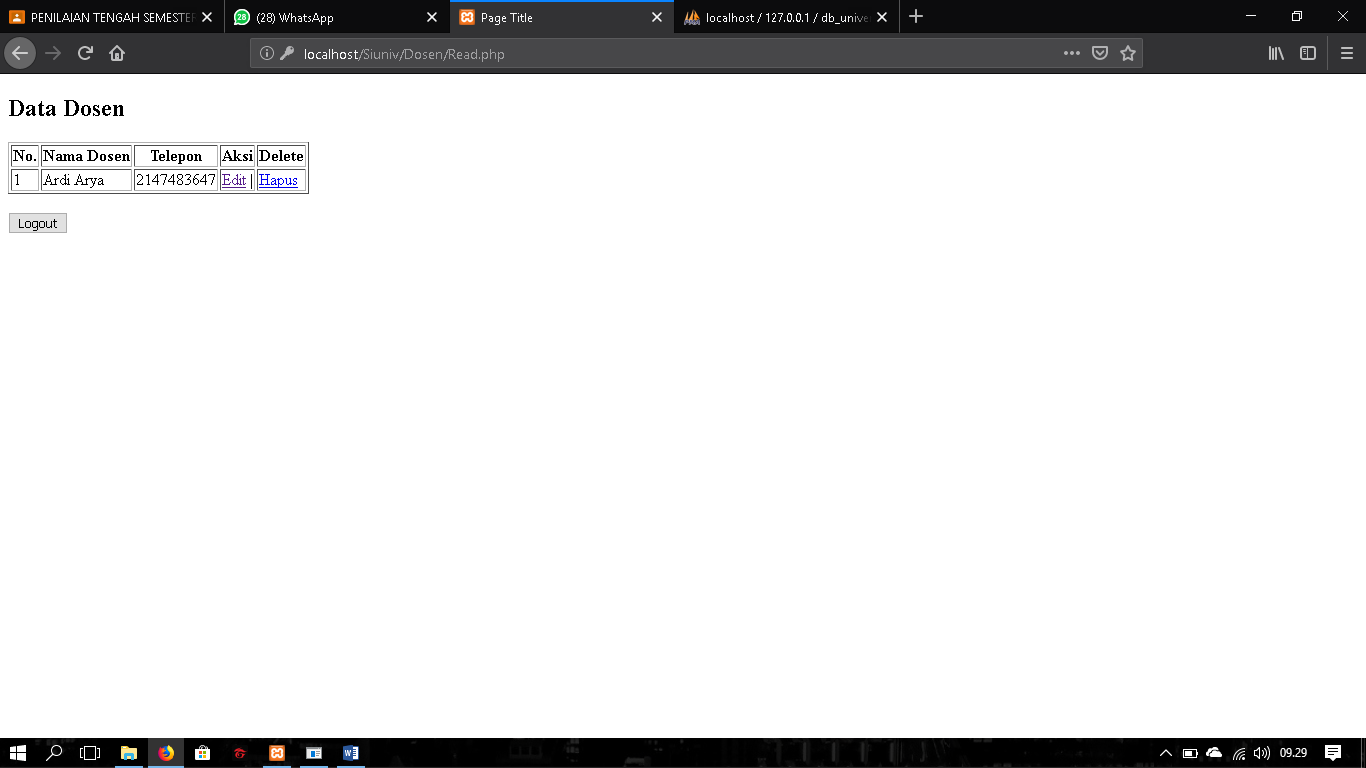 PENILAIAN TENGAH SEMESTER
28 (28) WhatsApp
Page Title
localhost / 127.0.0.1 / db_unive
localhost/Siuniv/Dosen/Read.php
Data Dosen
No. Nama Dosen Telepon Aksi Delete
1 Ardi Arya 2147483647 Edit | Hapus
Logout
09.29